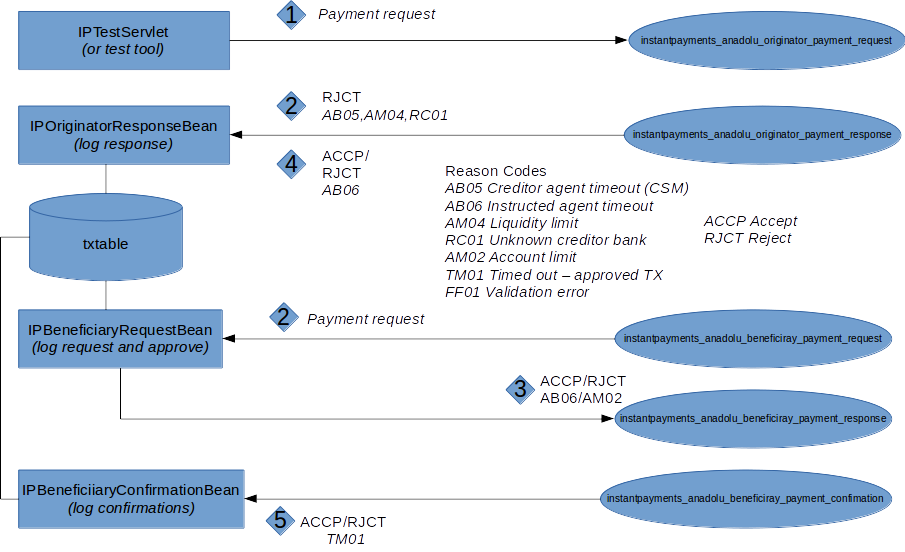 1
Payment request
IPTestServlet
(or test tool)
instantpayments_anadolu_originator_payment_request
2
RJCT
AB05,AM04,RC01
IPOriginatorResponseBean
(log response)
instantpayments_anadolu_originator_payment_response
4
ACCP/
RJCT
AB06
Reason Codes
AB05 Creditor agent timeout (CSM)
AB06 Instructed agent timeout
AM04 Liquidity limit
RC01 Unknown creditor bank
AM02 Account limit
TM01 Timed out – approved TX
FF01 Validation error
ACCP Accept
RJCT Reject
txtable
2
Payment request
IPBeneficiaryRequestBean
(log request and approve)
instantpayments_anadolu_beneficiray_payment_request
3
ACCP/RJCT
AB06/AM02
instantpayments_anadolu_beneficiray_payment_response
IPBeneficiiaryConfirmationBean
(log confirmations)
instantpayments_anadolu_beneficiray_payment_confimation
5
ACCP/RJCT
TM01